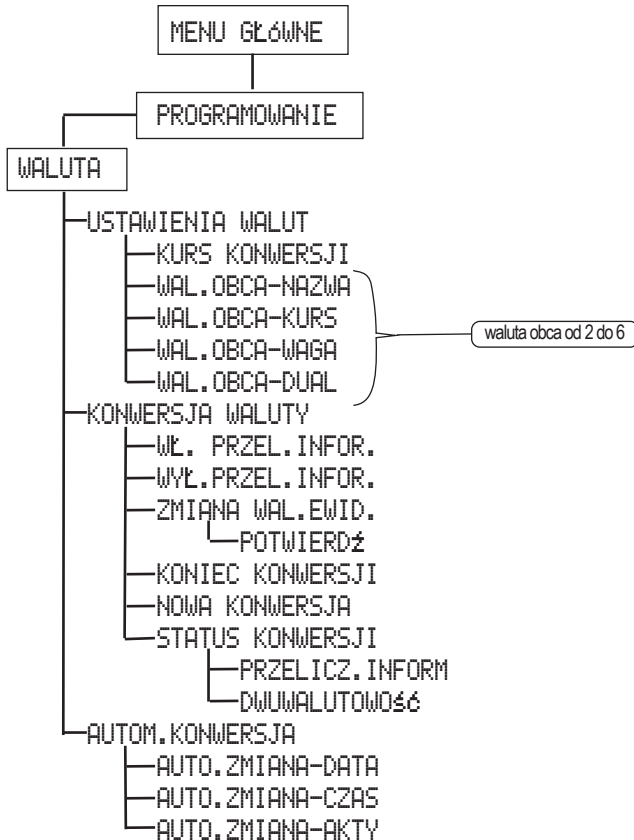 MENU GŁÓWNE
PROGRAMOWANIE
WALUTA
USTAWIENIA WALUT
KURS KONWERSJI
WAL.OBCA-NAZWA
WAL.OBCA-KURS
waluta obca od 2 do 6
WAL.OBCA-WAGA
WAL.OBCA-DUAL
KONWERSJA WALUTY
WŁ. PRZEL.INFOR.
WYŁ.PRZEL.INFOR.
ZMIANA WAL.EWID.
POTWIERDŹ
KONIEC KONWERSJI
NOWA KONWERSJA
STATUS KONWERSJI
PRZELICZ.INFORM
DWUWALUTOWOŚĆ
AUTOM.KONWERSJA
AUTO.ZMIANA-DATA
AUTO.ZMIANA-CZAS
AUTO.ZMIANA-AKTY